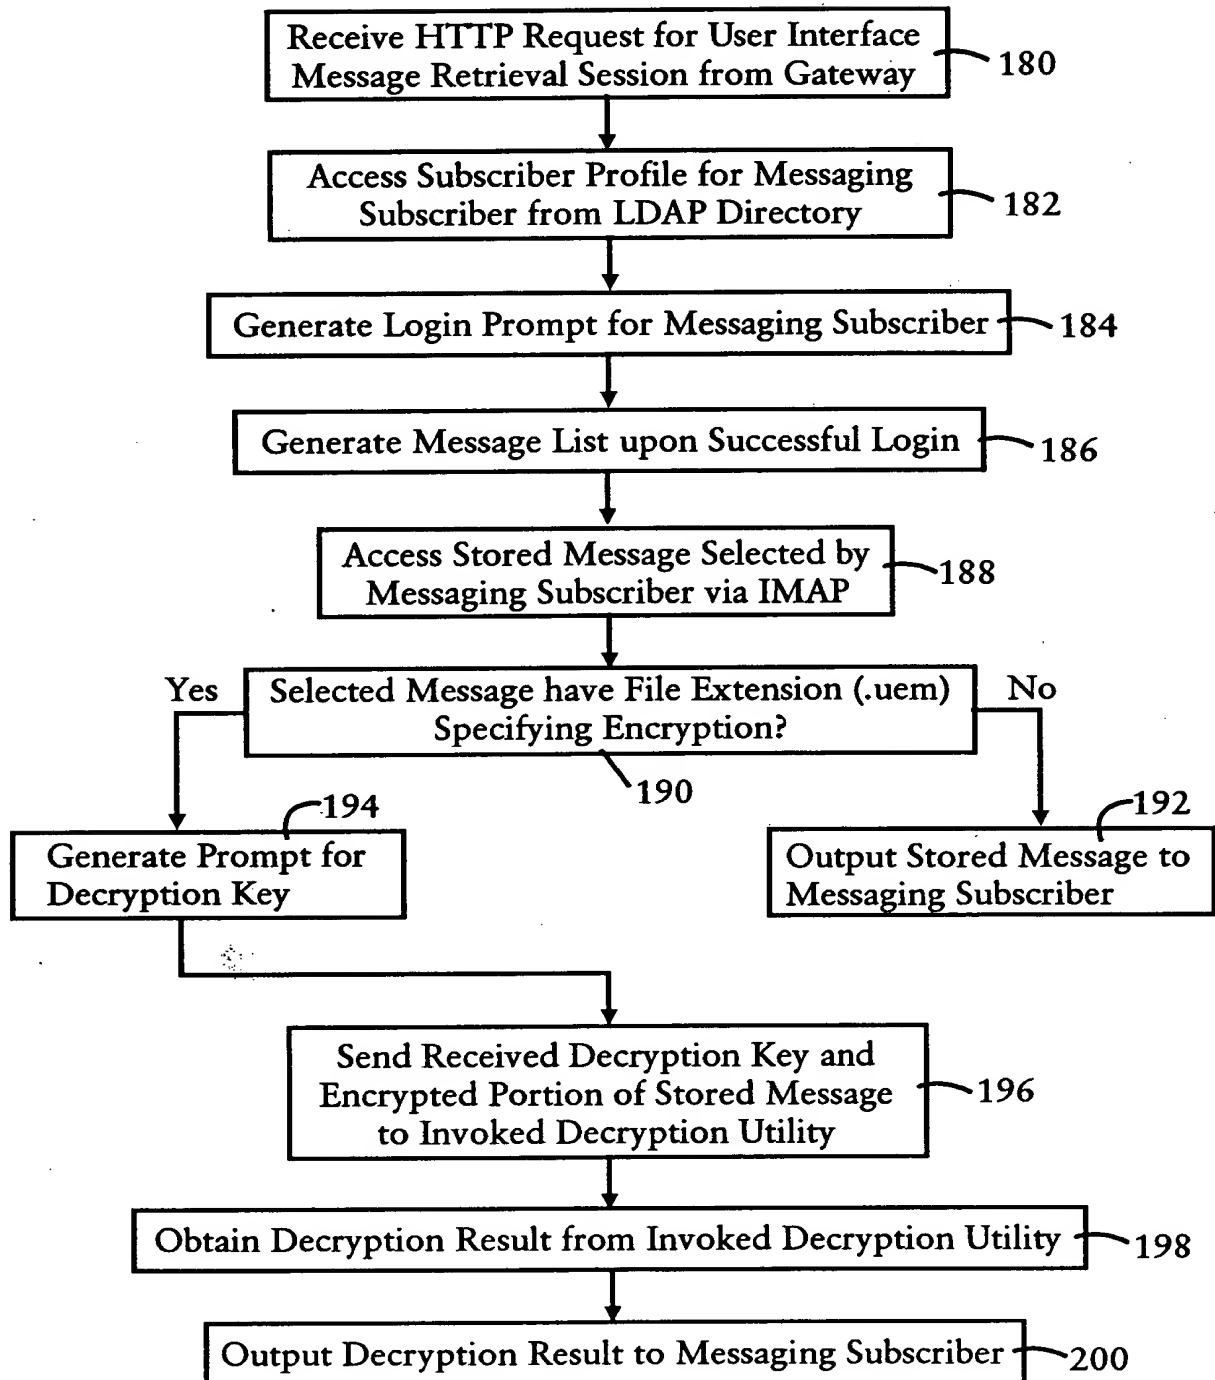 Receive HTTP Request for User Interface
Message Retrieval Session from Gateway
180
Access Subscriber Profile for Messaging
Subscriber from LDAP Directory
182
Generate Login Prompt for Messaging Subscriber
184
Generate Message List upon Successful Login
186
Access Stored Message Selected by
Messaging Subscriber via IMAP
188
Yes
Selected Message have File Extension (.uem)
Specifying Encryption?
No
190
194
Generate Prompt for
Decryption Key
192
Output Stored Message to
Messaging Subscriber
Send Received Decryption Key and
Encrypted Portion of Stored Message
to Invoked Decryption Utility
196
Obtain Decryption Result from Invoked Decryption Utility
198
Output Decryption Result to Messaging Subscriber
200